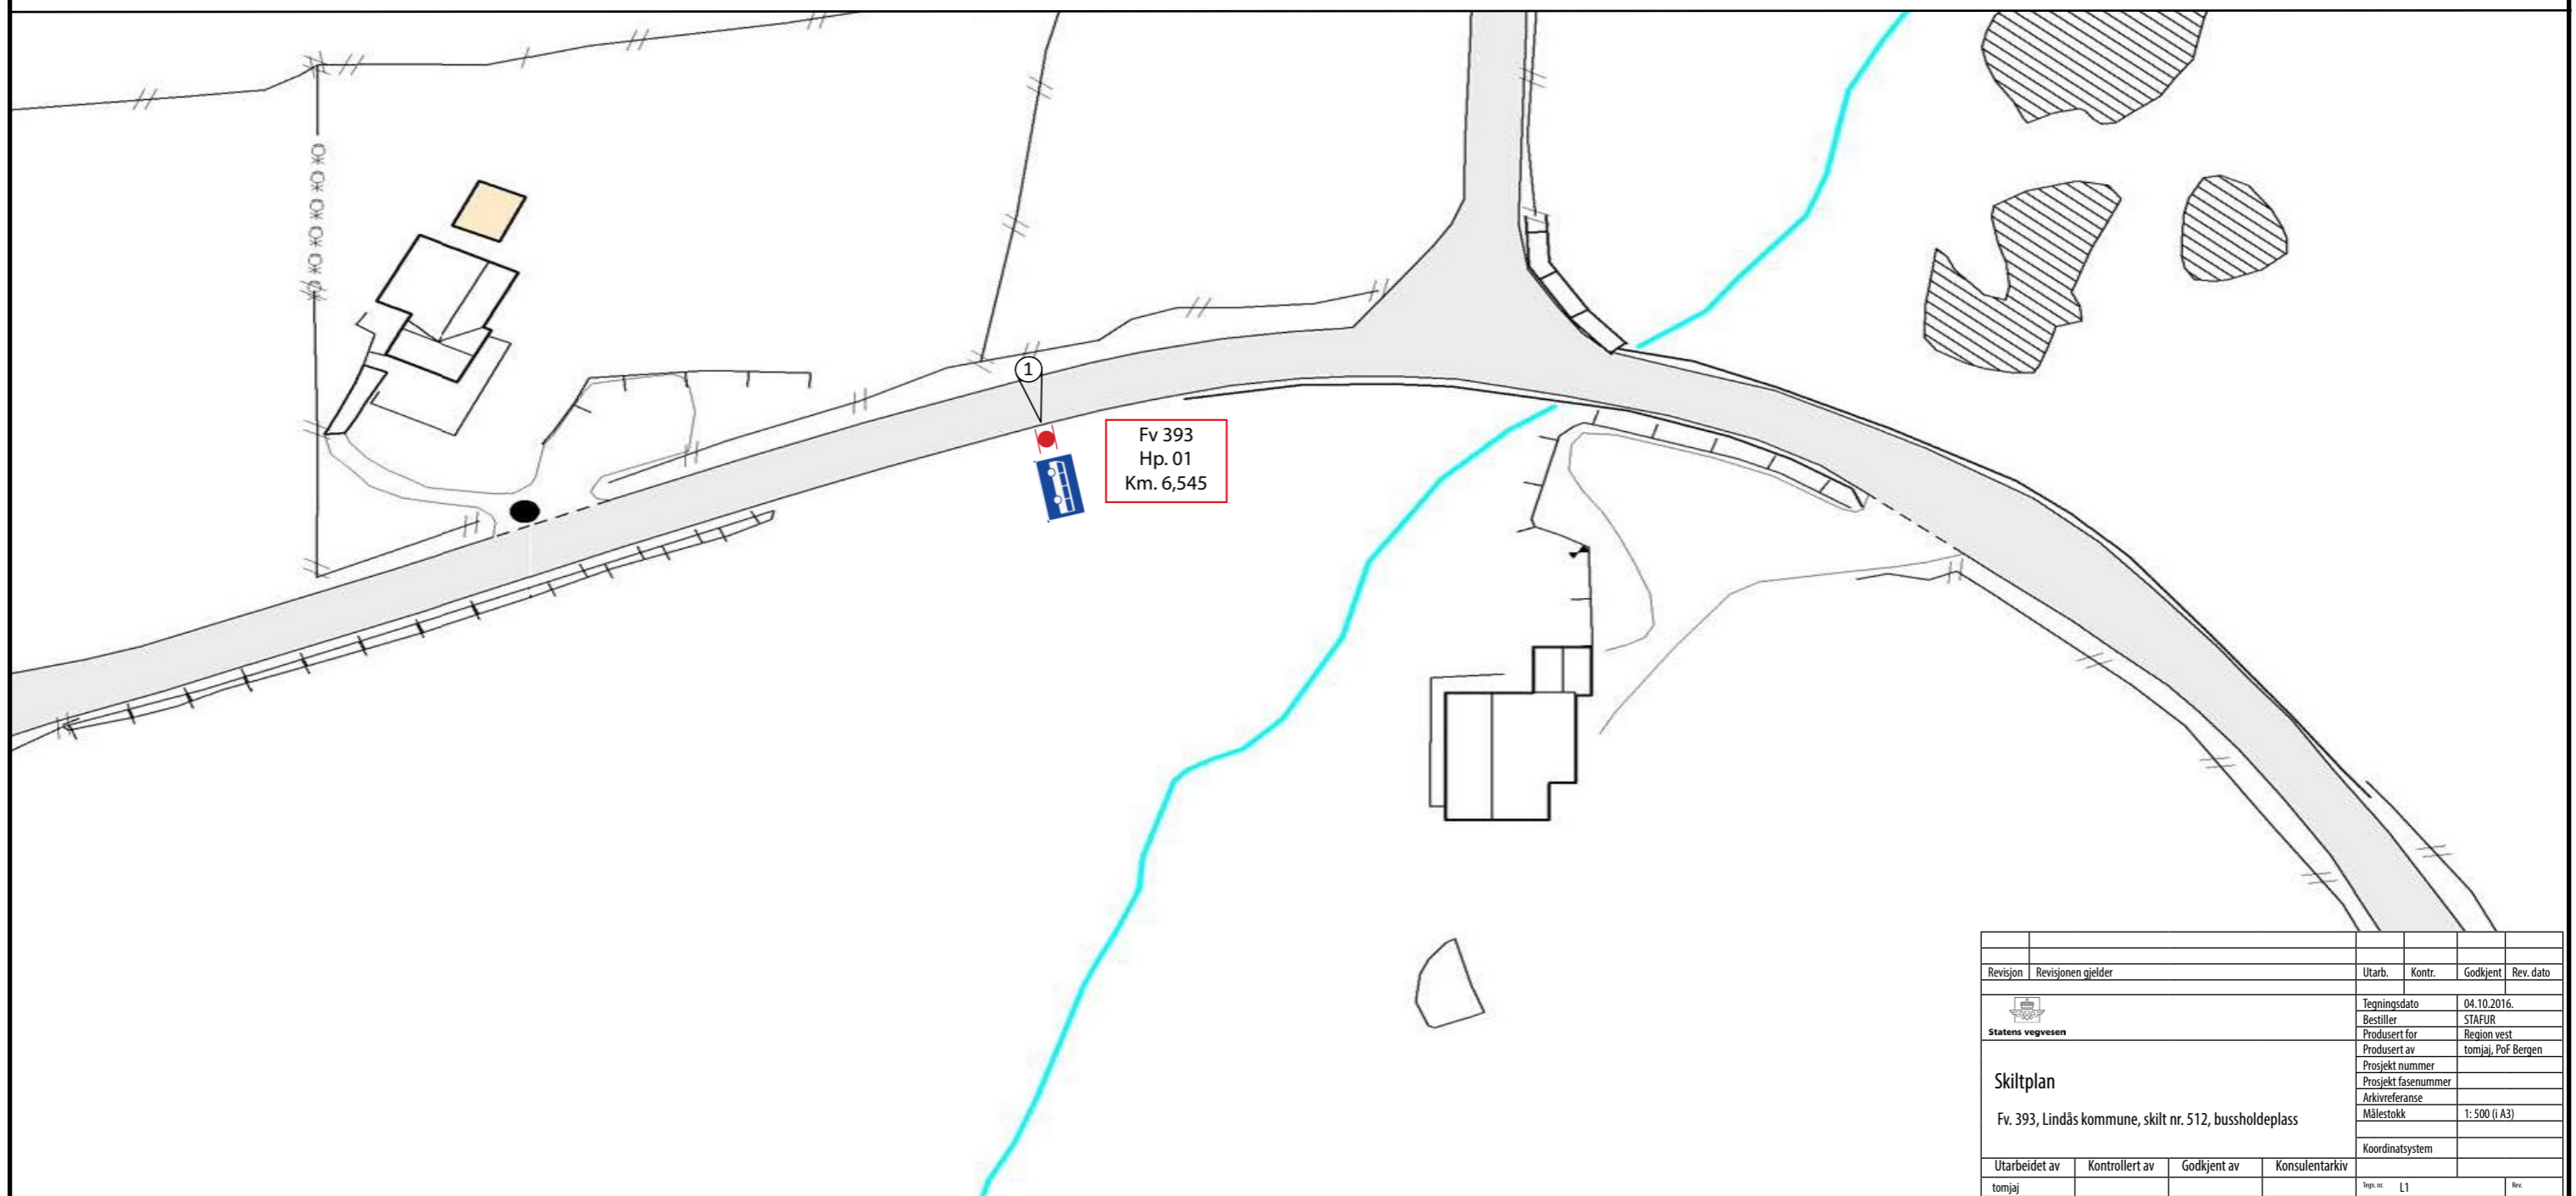 1
Fv 393
Hp. 01
Km. 6,545
Revisjon Revisjonen gjelder Utarb. Kontr. Godkjent Rev. dato
Statens vegvesen
Tegningsdato 04.10.2016.
Bestiller STAFUR
Produsert for Region vest
Produsert av tomjaj, PoF Bergen
Prosjekt nummer
Prosjekt fasenummer
Arkivreferanse
Målestokk 1: 500 (i A3)
Koordinatsystem
Skiltplan
Fv. 393, Lindås kommune, skilt nr. 512, bussholdeplass
Utarbeidet av Kontrollert av Godkjent av Konsulentarkiv
tomjaj
Tegn. nr. L1 Rev.